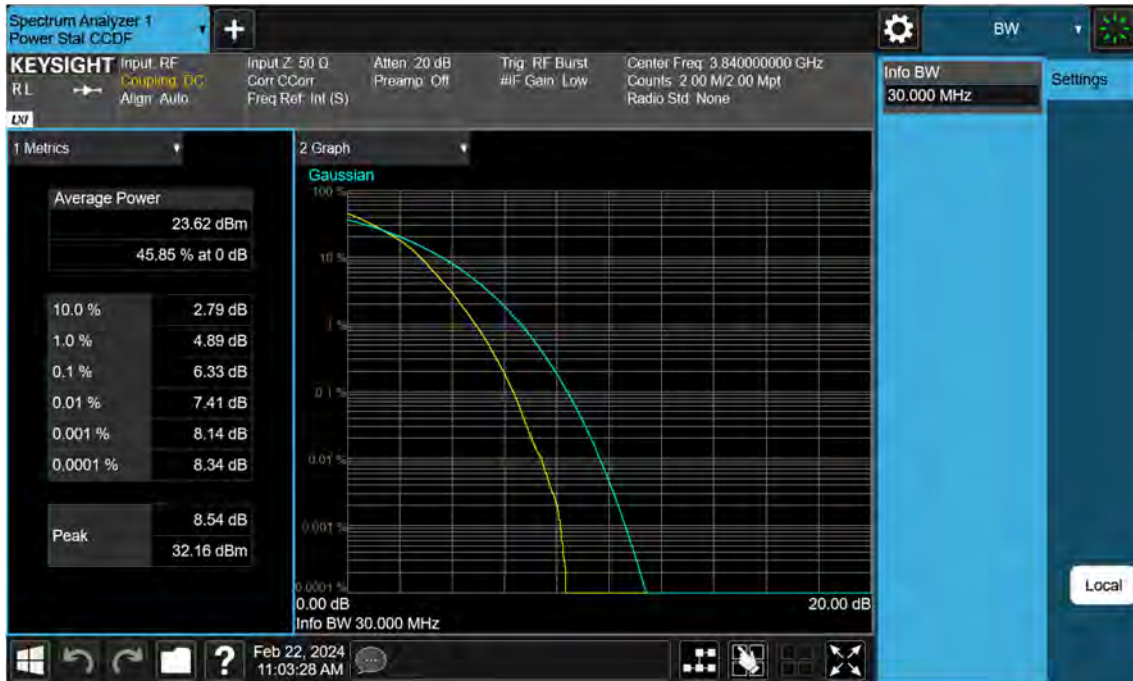 Spectrum Analyzer 1
Power Stat CCDF
BW
KEYSIGHT
Input: RF
Input Z: 50 Ω
Atten: 20 dB
Trig: RF Burst
Center Freq: 3.840000000 GHz
RL
Coupling: DC
Corr CCorr
Preamp: Off
#IF Gain: Low
Counts: 2.00 M/2.00 Mpt
Align: Auto
Freq Ref: Int (S)
Radio Std: None
LXI
Info BW
30.000 MHz
Settings
1 Metrics
2 Graph
Average Power
23.62 dBm
45.85 % at 0 dB
10.0 % 2.79 dB
1.0 % 4.89 dB
0.1 % 6.33 dB
0.01 % 7.41 dB
0.001 % 8.14 dB
0.0001 % 8.34 dB
Peak
8.54 dB
32.16 dBm
Gaussian
100 %
10 %
1 %
0.1 %
0.01 %
0.001 %
0.0001 %
0.00 dB 20.00 dB
Info BW 30.000 MHz
Local
?
Feb 22, 2024
11:03:28 AM